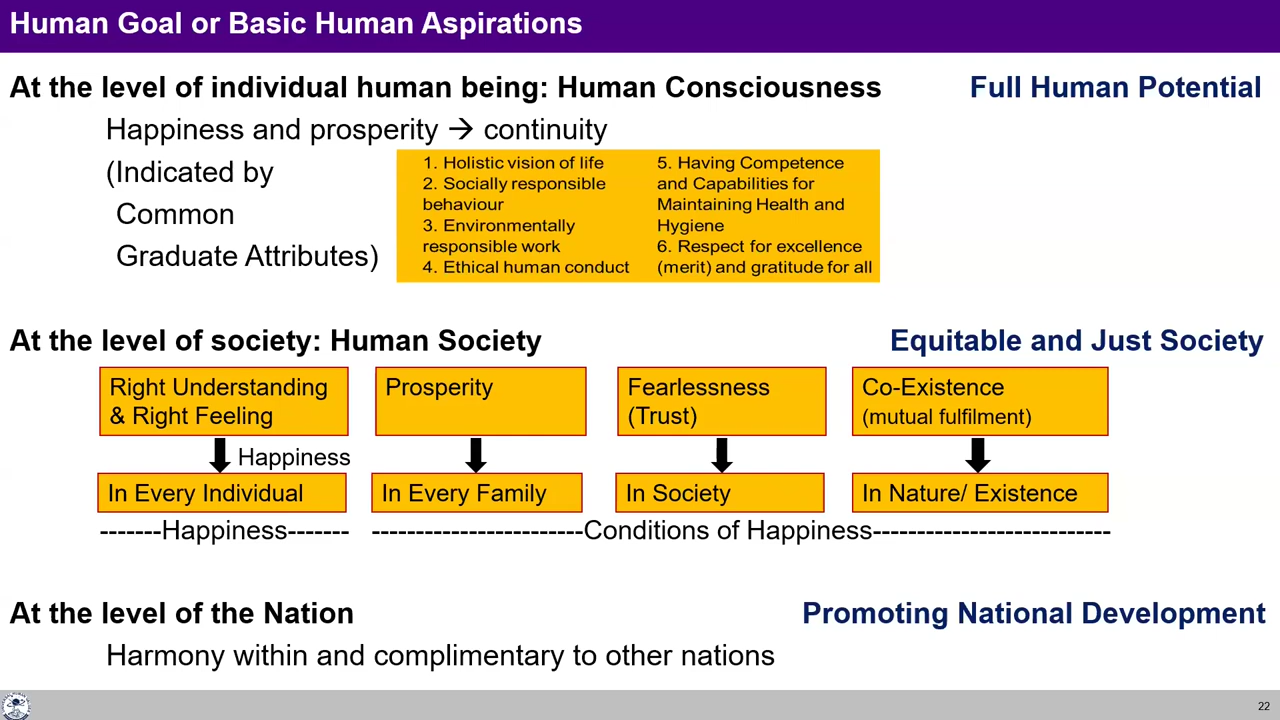 Human Goal or Basic Human Aspirations
At the level of individual human being: Human Consciousness
Full Human Potential
Happiness and prosperity → continuity
(Indicated by
Common
Graduate Attributes)
1. Holistic vision of life
2. Socially responsible
behaviour
3. Environmentally
responsible work
4. Ethical human conduct
5. Having Competence
and Capabilities for
Maintaining Health and
Hygiene
6. Respect for excellence
(merit) and gratitude for all
At the level of society: Human Society
Equitable and Just Society
Right Understanding
& Right Feeling
Prosperity
Fearlessness
(Trust)
Co-Existence
(mutual fulfilment)
Happiness
In Every Individual
In Every Family
In Society
In Nature/ Existence
-------Happiness-------
------------------------Conditions of Happiness---------------------------
At the level of the Nation
Promoting National Development
Harmony within and complimentary to other nations
22